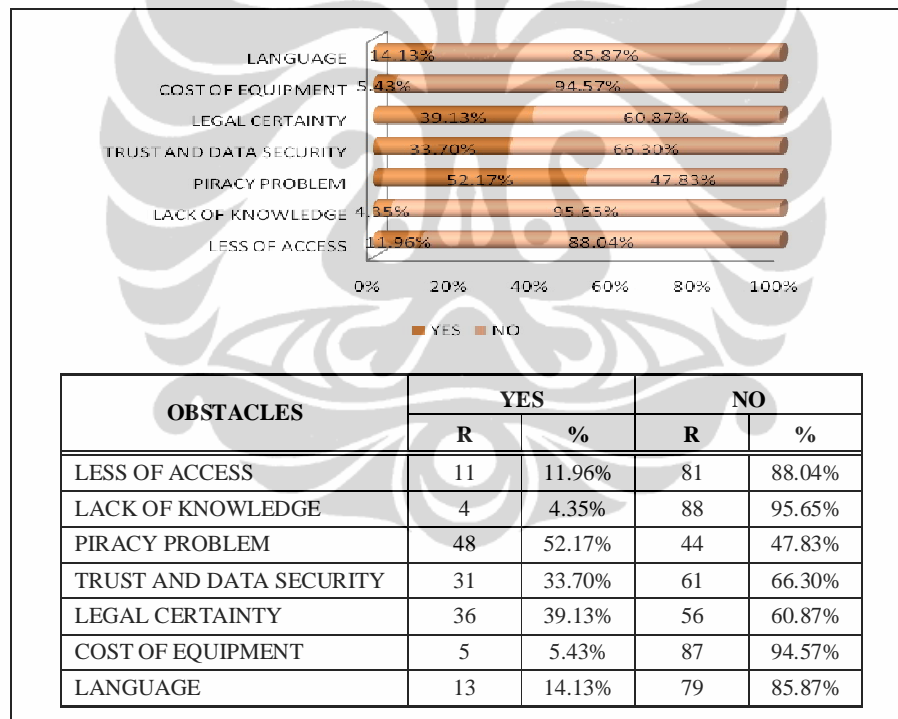 LANGUAGE 14.13% 85.87%
COST OF EQUIPMENT 5.43% 94.57%
LEGAL CERTAINTY 39.13% 60.87%
TRUST AND DATA SECURITY 33.70% 66.30%
PIRACY PROBLEM 52.17% 47.83%
LACK OF KNOWLEDGE 4.35% 95.65%
LESS OF ACCESS 11.96% 88.04%
0% 20% 40% 60% 80% 100%
YES NO
OBSTACLES YES NO
R % R %
LESS OF ACCESS 11 11.96% 81 88.04%
LACK OF KNOWLEDGE 4 4.35% 88 95.65%
PIRACY PROBLEM 48 52.17% 44 47.83%
TRUST AND DATA SECURITY 31 33.70% 61 66.30%
LEGAL CERTAINTY 36 39.13% 56 60.87%
COST OF EQUIPMENT 5 5.43% 87 94.57%
LANGUAGE 13 14.13% 79 85.87%